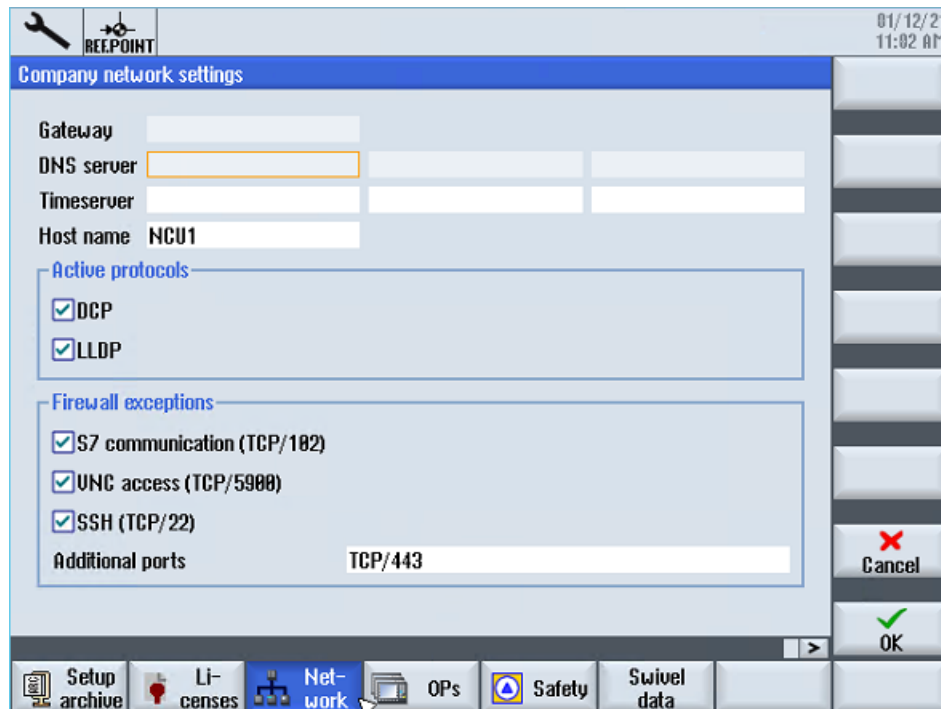 REF.POINT
01/12/2
11:02 AM
Company network settings
Gateway
DNS server
Timeserver
Host name NCU1
Active protocols
DCP
LLDP
Firewall exceptions
S7 communication (TCP/102)
VNC access (TCP/5900)
SSH (TCP/22)
Additional ports TCP/443
Cancel
OK
>
Setup
archive
Li-
censes
Net-
work
OPs
Safety
Swivel
data